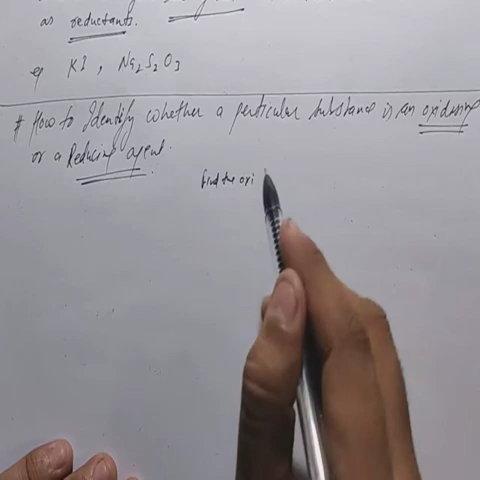 as reductants.
eg KI, Na2S2O3
# How to Identify whether a particular substance is an oxidising
or a Reducing agent.
find the oxi